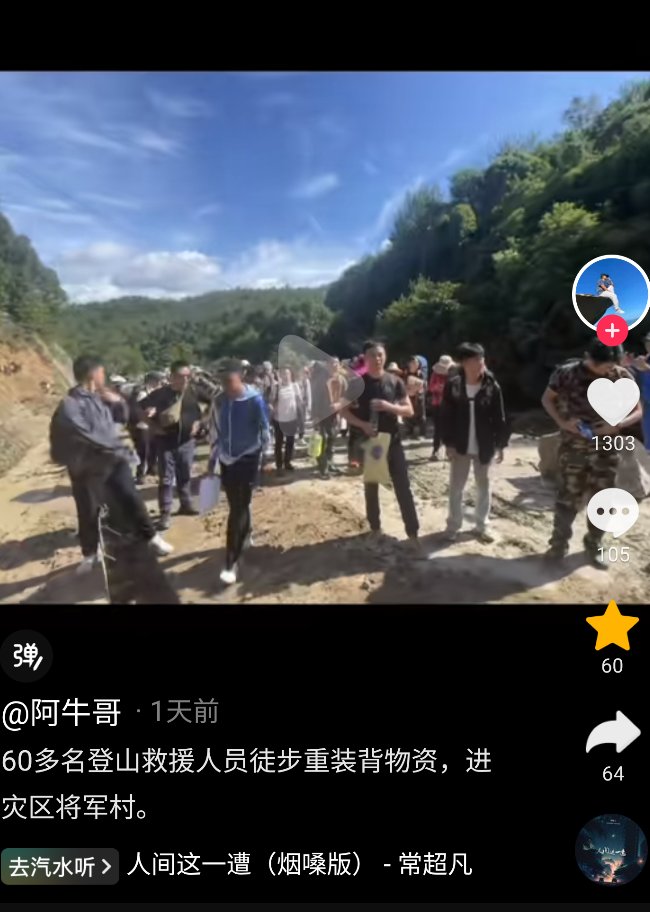 1303
105
60
64
弹
@阿牛哥 · 1天前
60多名登山救援人员徒步重装背物资，进
灾区将军村。
去汽水听 > 人间这一遭（烟嗓版） - 常超凡